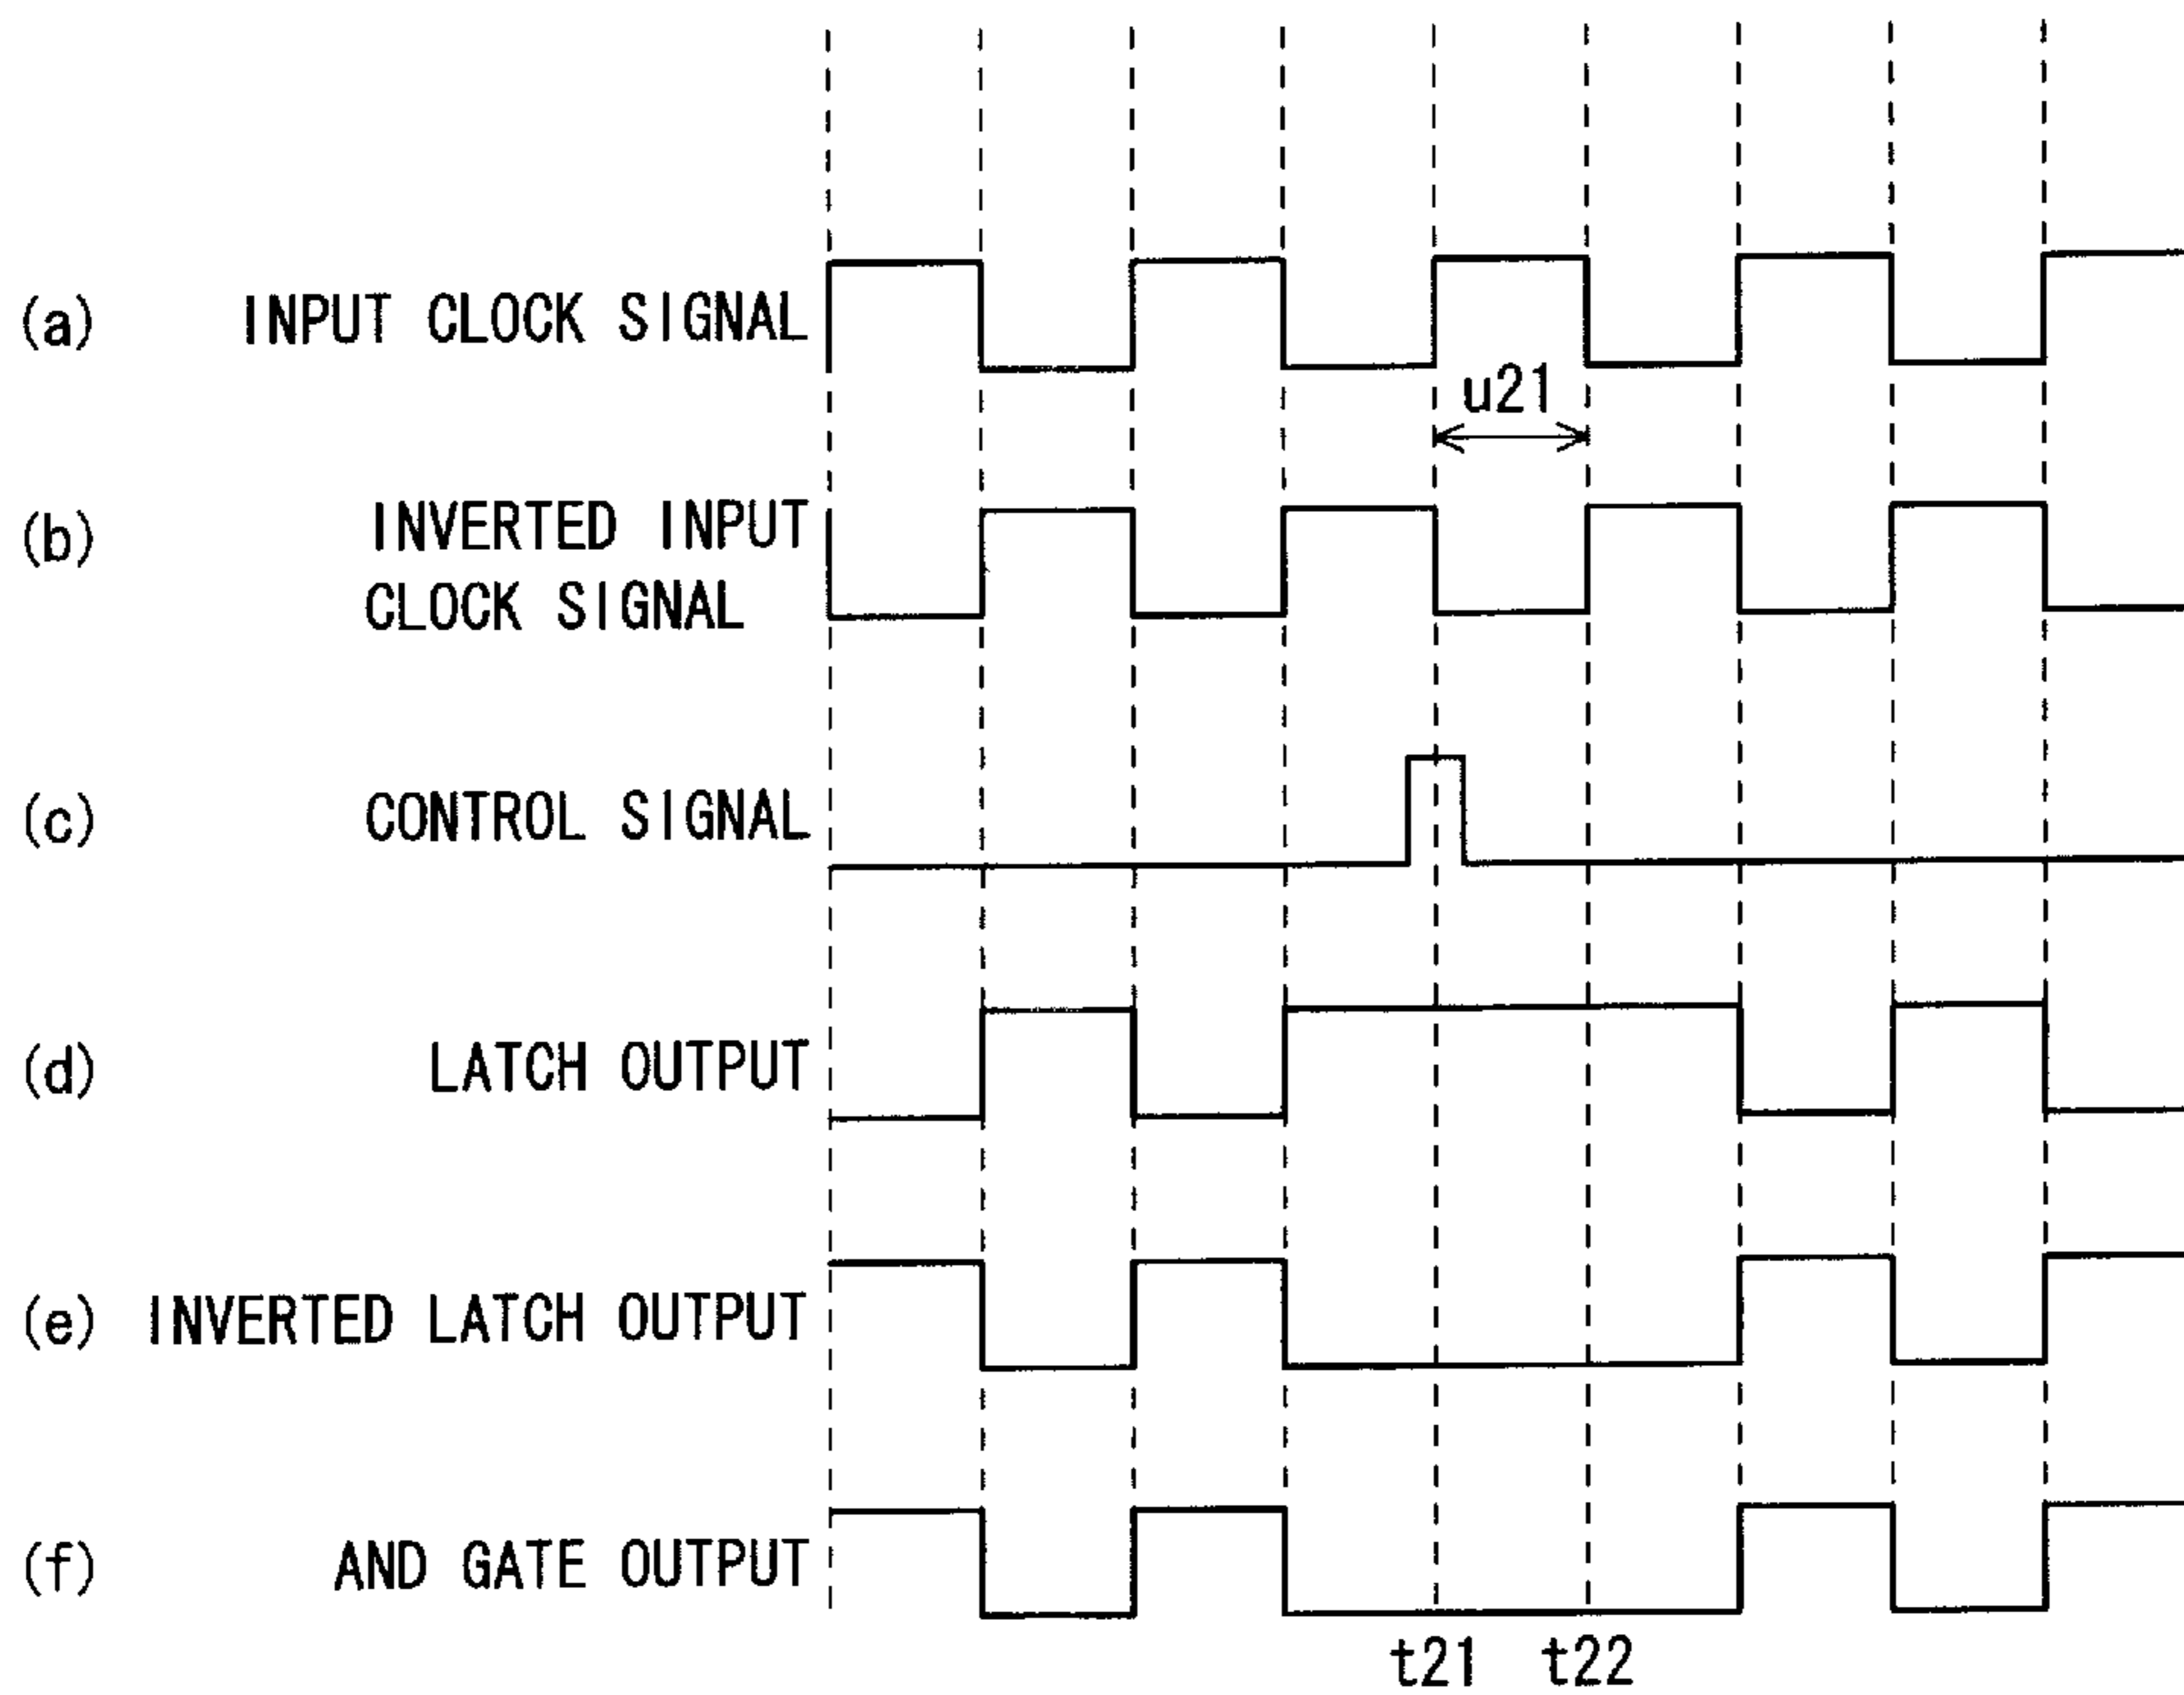 (a) INPUT CLOCK SIGNAL
u21
(b) INVERTED INPUT
CLOCK SIGNAL
(c) CONTROL SIGNAL
(d) LATCH OUTPUT
(e) INVERTED LATCH OUTPUT
(f) AND GATE OUTPUT
t21 t22